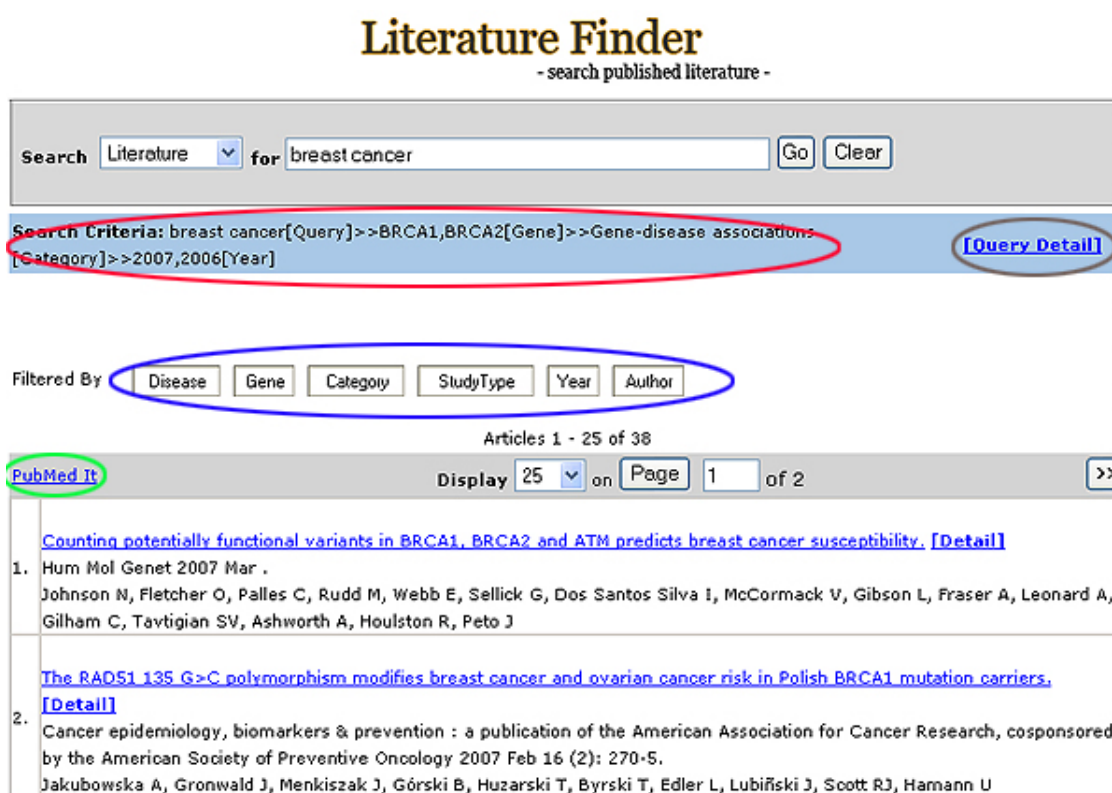 Literature Finder
- search published literature -
Search Literature for breast cancer Go Clear
Search Criteria: breast cancer[Query]>>BRCA1,BRCA2[Gene]>>Gene-disease associations
[Category]>>2007,2006[Year] [Query Detail]
Filtered By Disease Gene Category StudyType Year Author
Articles 1 - 25 of 38
PubMed It Display 25 on Page 1 of 2 >>
Counting potentially functional variants in BRCA1, BRCA2 and ATM predicts breast cancer susceptibility. [Detail]
1. Hum Mol Genet 2007 Mar .
Johnson N, Fletcher O, Palles C, Rudd M, Webb E, Sellick G, Dos Santos Silva I, McCormack V, Gibson L, Fraser A, Leonard A,
Gilham C, Tavtigian SV, Ashworth A, Houlston R, Peto J
The RAD51 135 G>C polymorphism modifies breast cancer and ovarian cancer risk in Polish BRCA1 mutation carriers.
[Detail]
2. Cancer epidemiology, biomarkers & prevention : a publication of the American Association for Cancer Research, cosponsored
by the American Society of Preventive Oncology 2007 Feb 16 (2): 270-5.
Jakubowska A, Gronwald J, Menkiszak J, Górski B, Huzarski T, Byrski T, Edler L, Lubiñski J, Scott RJ, Hamann U